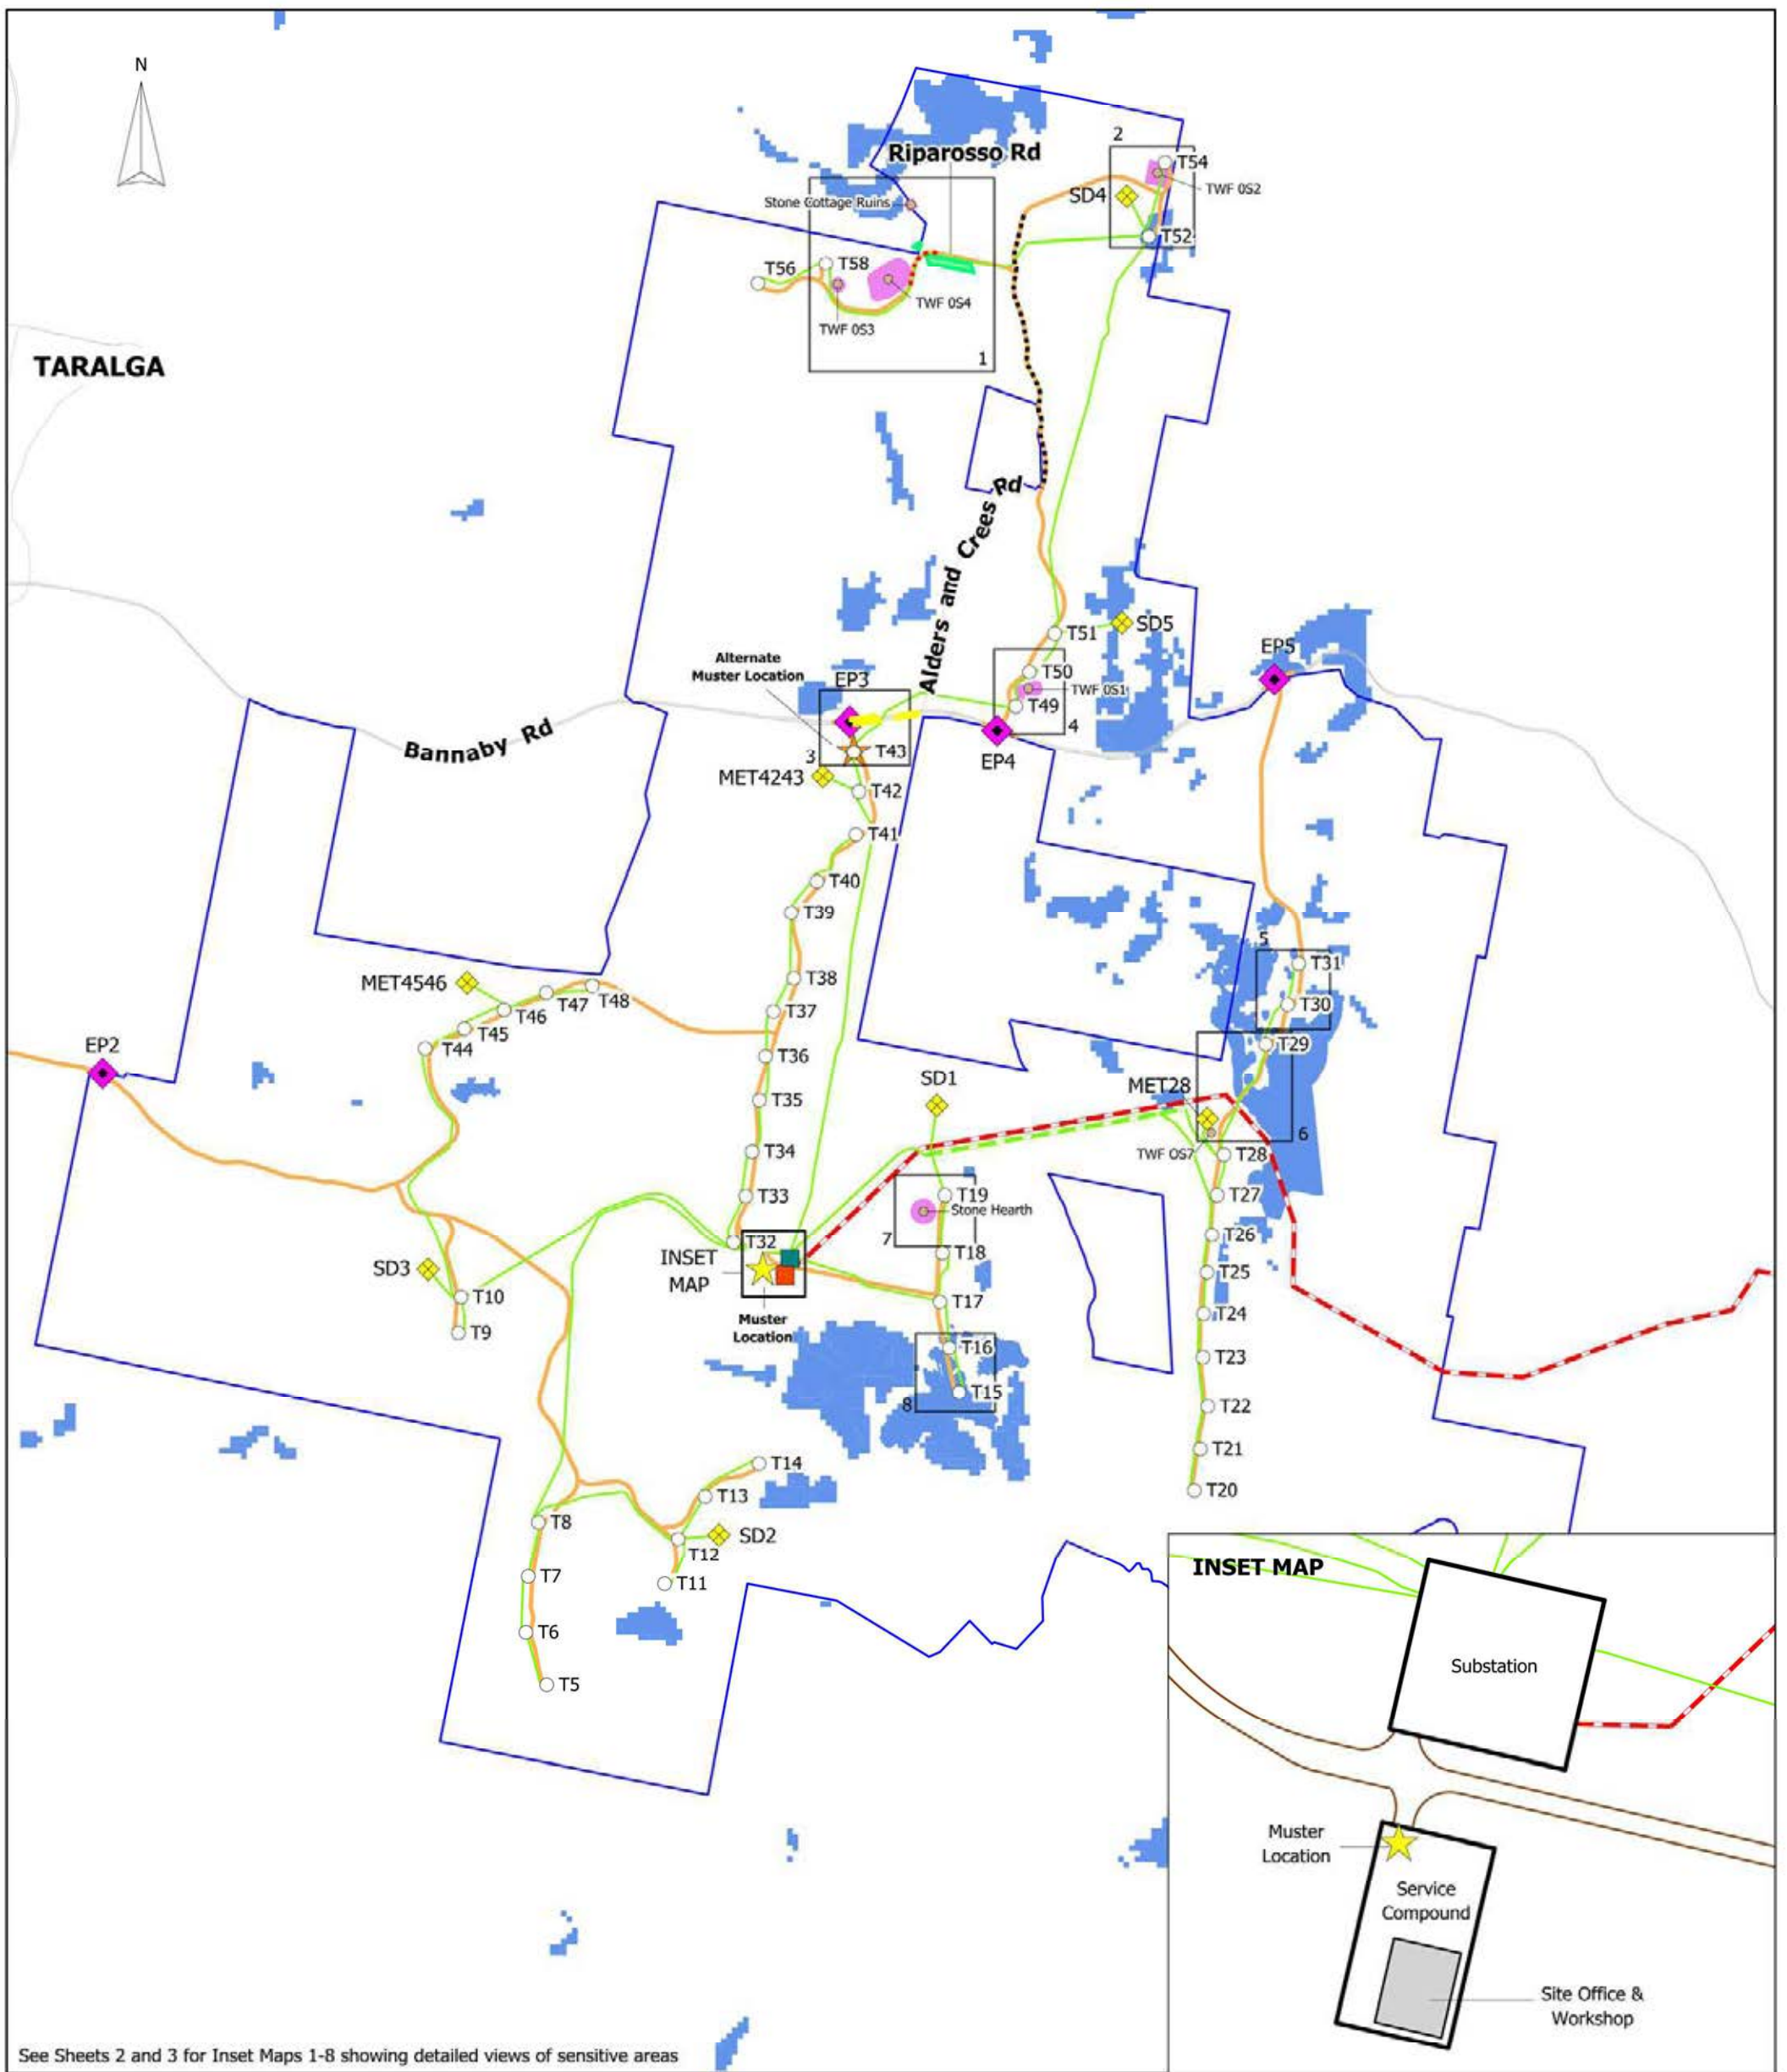 N
2
Riparosso Rd
T54
TWF 0S2
SD4
Stone Cottage Ruins
T52
T58
T56
TWF 0S4
TWF 0S3
1
TARALGA
Alders and Crees Rd
T51
SD5
Alternate
Muster Location
EP3
EP5
T50
TWF 0S1
T49
4
Bannaby Rd
T43
3
EP4
MET4243
T42
T41
T40
T39
5
T31
T38
MET4546
T48
T47
T46
T37
T30
T45
T44
EP2
T36
T29
SD1
MET28
T35
6
T34
TWF 0S7
T28
T33
T19
T27
Stone Hearth
7
T26
T32
T18
INSET
MAP
SD3
T25
T10
T17
T24
Muster
Location
T9
T16
T23
T15
8
T22
T21
T14
T20
T13
T8
SD2
T12
T11
T7
T6
T5
INSET MAP
Substation
Muster
Location
Service
Compound
Site Office &
Workshop
See Sheets 2 and 3 for Inset Maps 1-8 showing detailed views of sensitive areas